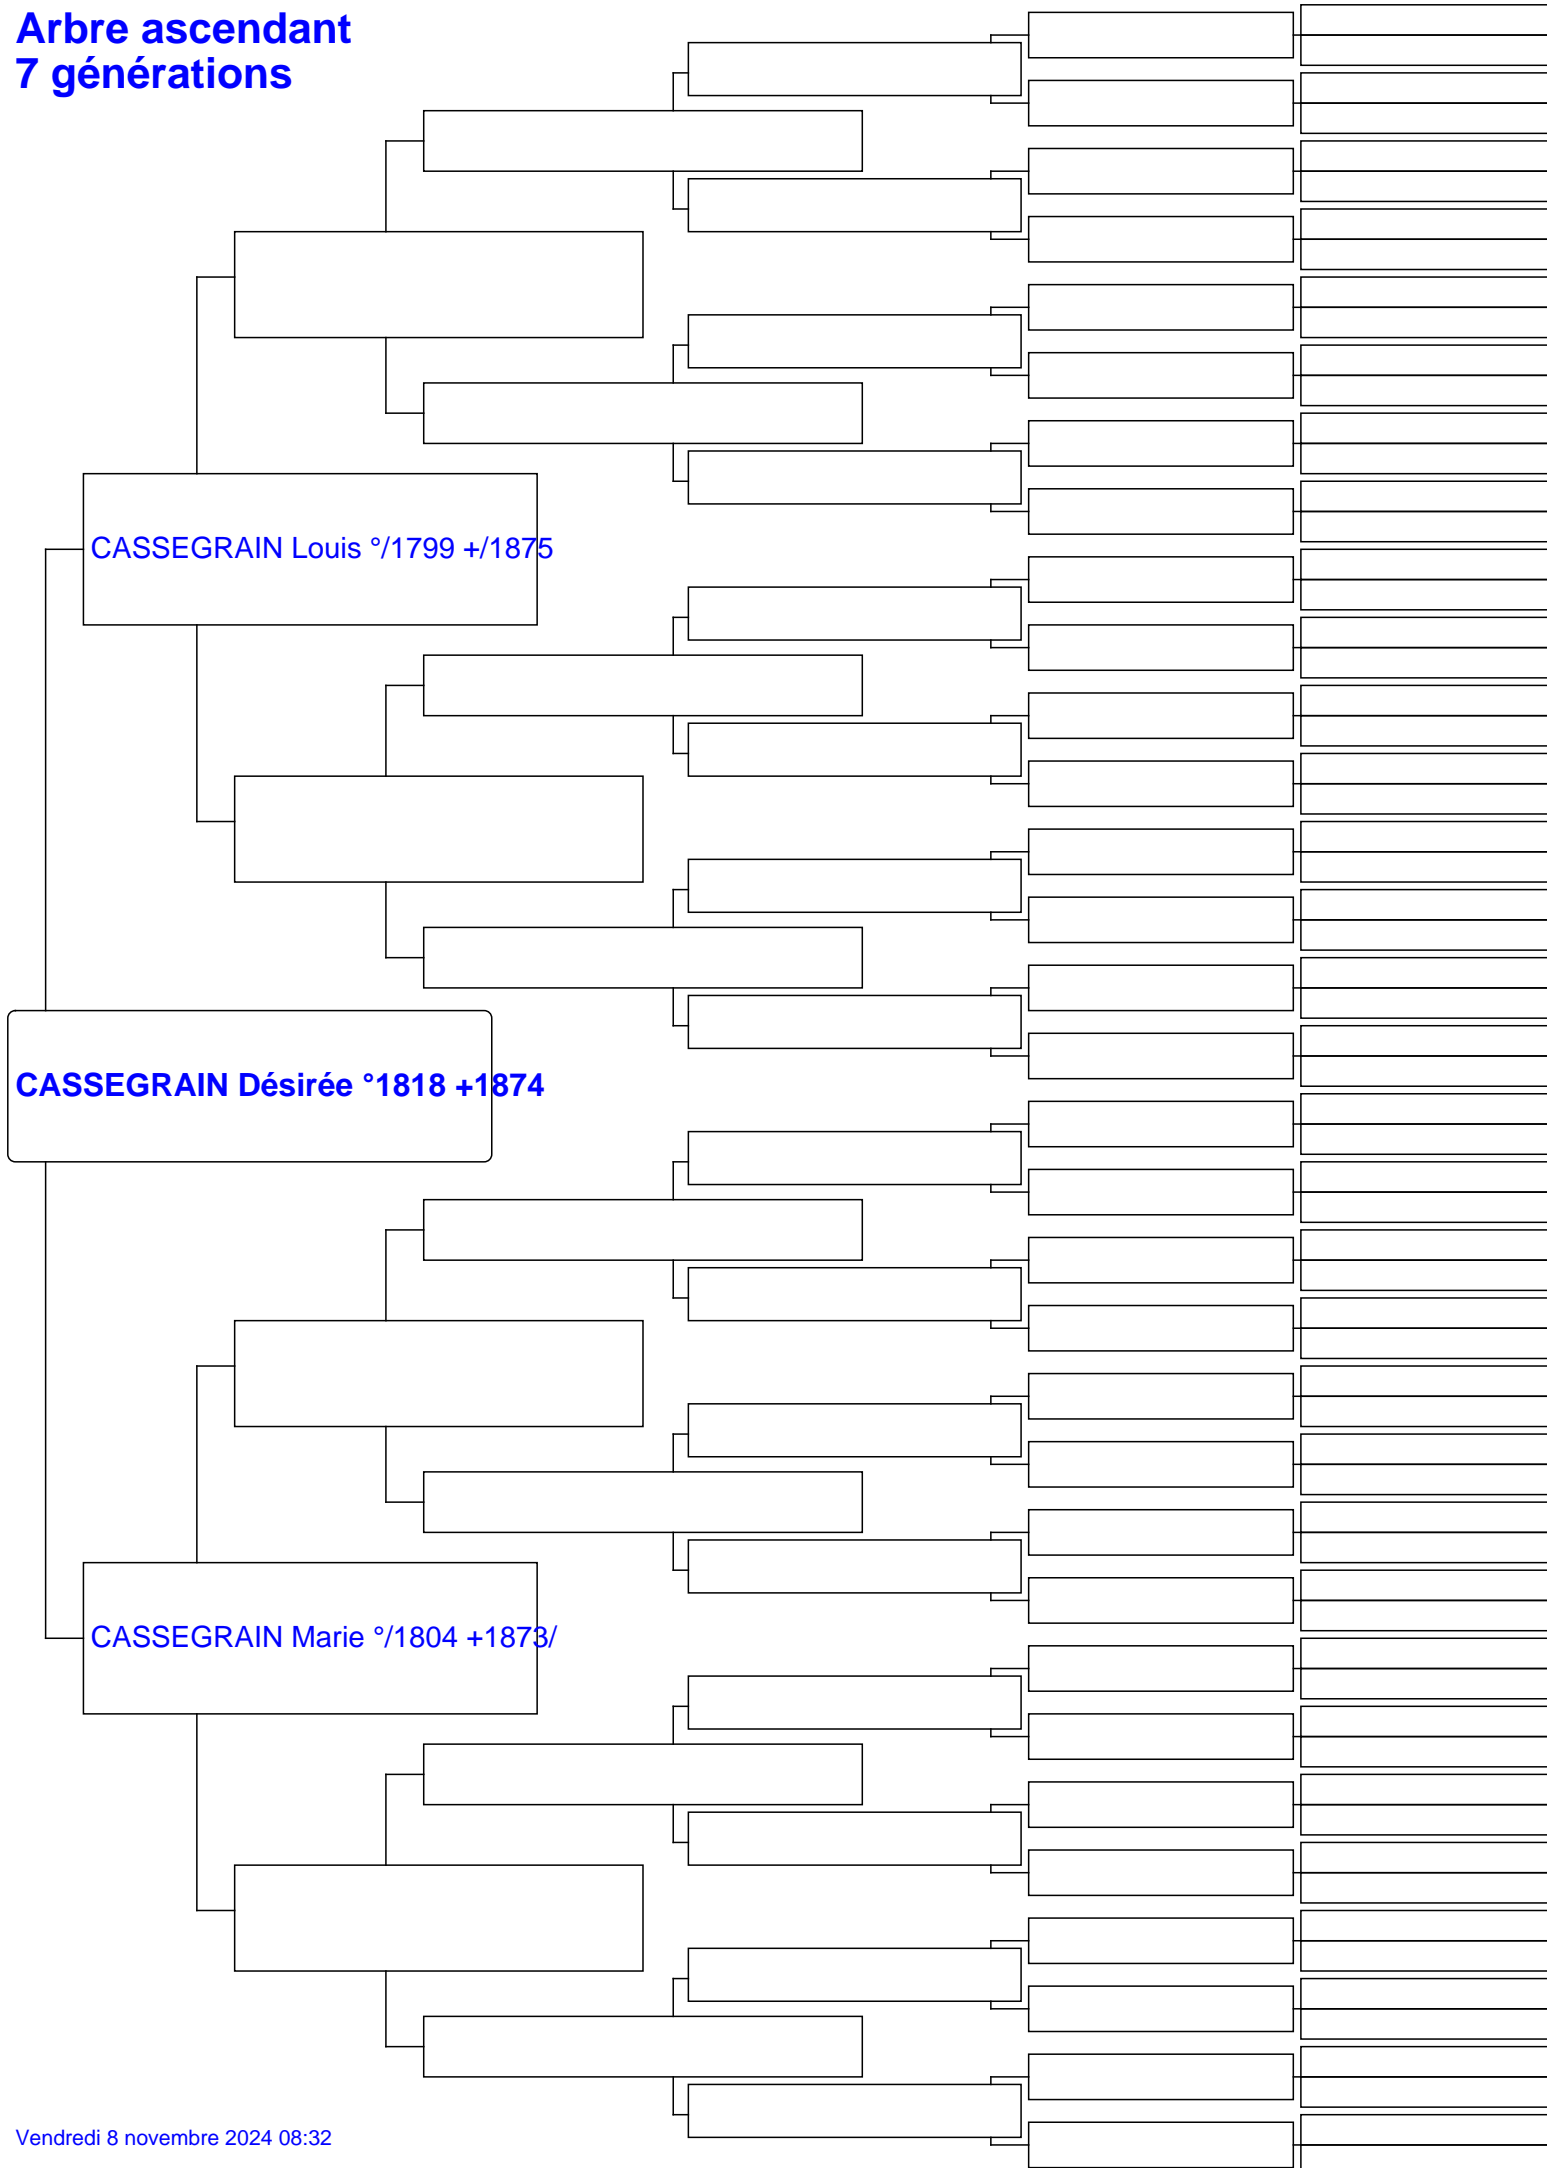 Arbre ascendant
7 générations
CASSEGRAIN Louis °/1799 +/1875
CASSEGRAIN Désirée °1818 +1874
CASSEGRAIN Marie °/1804 +1873/
Vendredi 8 novembre 2024 08:32